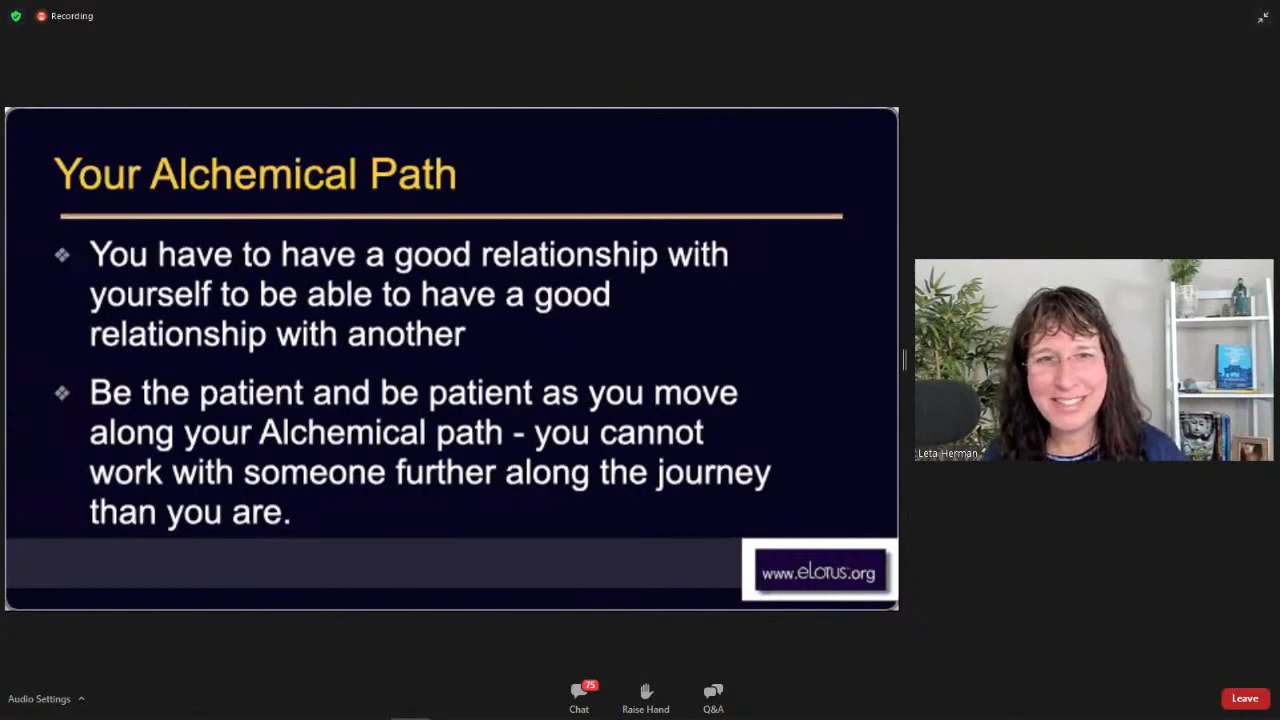 Recording
Your Alchemical Path
❖ You have to have a good relationship with
yourself to be able to have a good
relationship with another
❖ Be the patient and be patient as you move
along your Alchemical path - you cannot
work with someone further along the journey
than you are.
www.eLotus.org
Leta Herman
Audio Settings
75
Chat
Raise Hand
Q&A
Leave